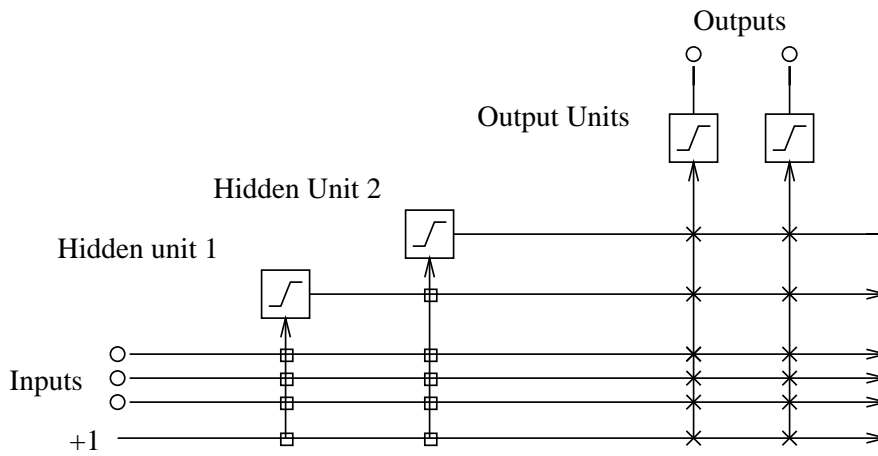 Outputs
Output Units
Hidden Unit 2
Hidden unit 1
Inputs
+1